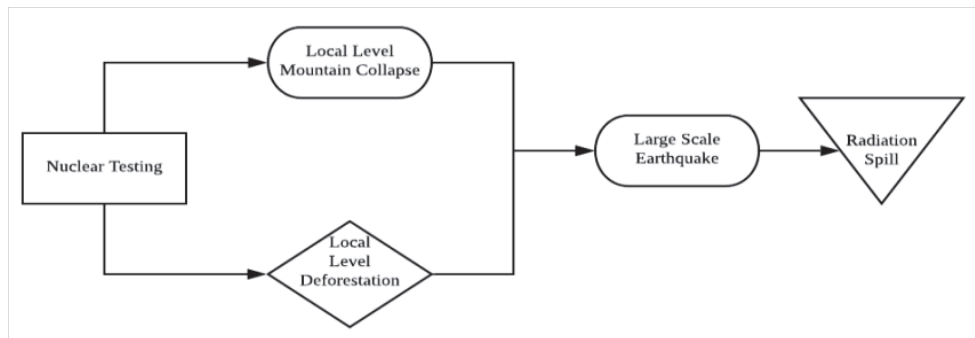 Nuclear Testing
Local Level
Mountain Collapse
Local
Level
Deforestation
Large Scale
Earthquake
Radiation
Spill